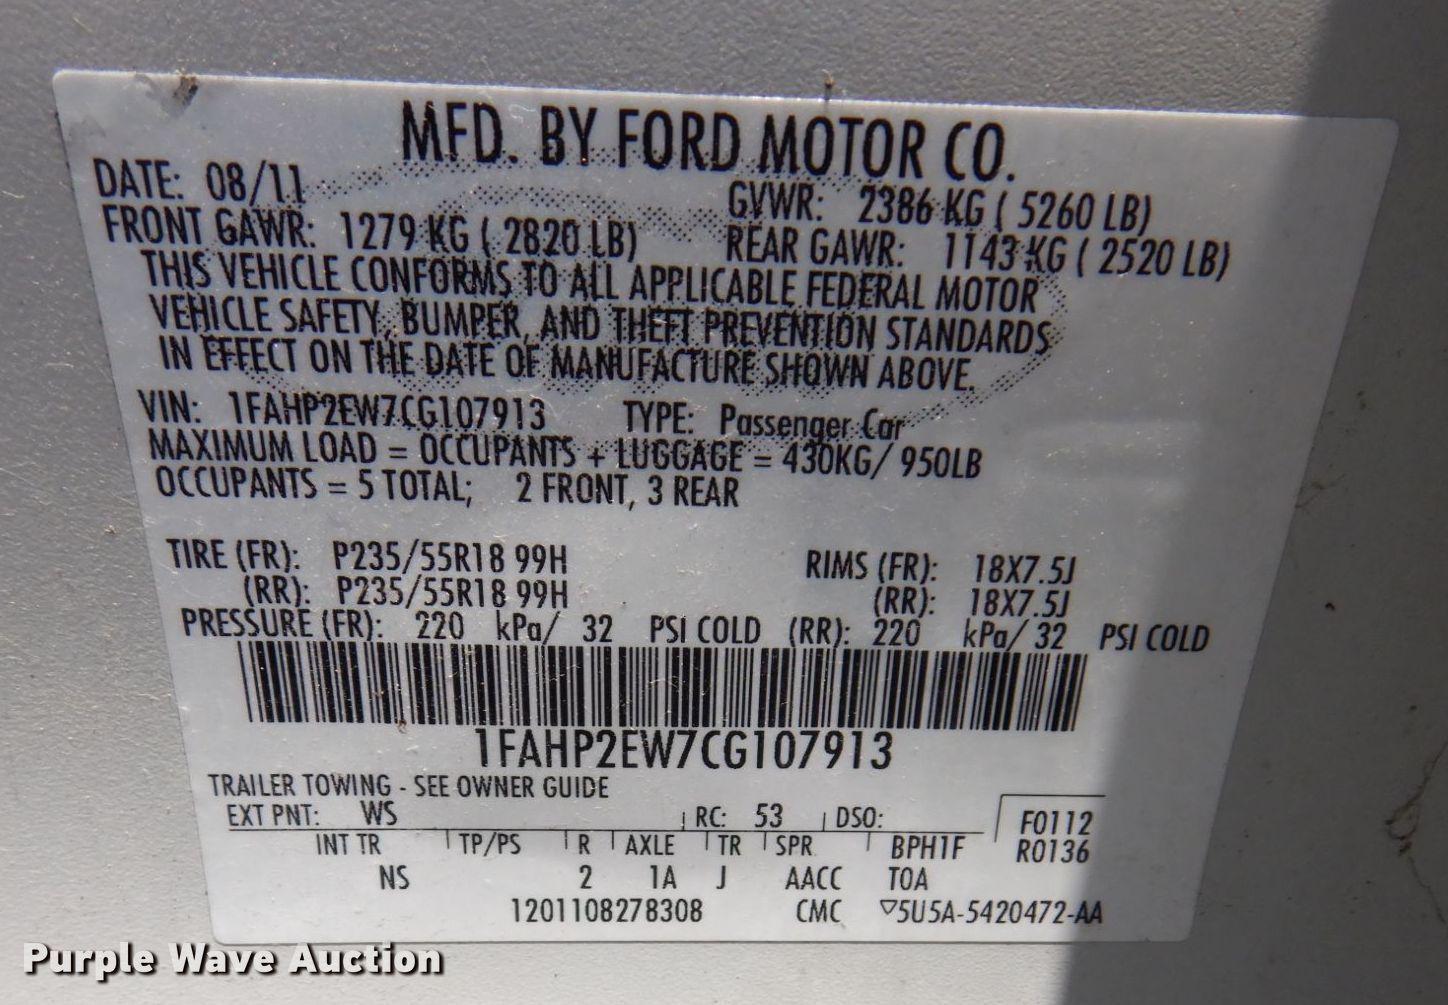 MFD. BY FORD MOTOR CO.
DATE: 08/11
GVWR: 2386 KG ( 5260 LB)
FRONT GAWR: 1279 KG ( 2820 LB)
REAR GAWR: 1143 KG ( 2520 LB)
THIS VEHICLE CONFORMS TO ALL APPLICABLE FEDERAL MOTOR
VEHICLE SAFETY, BUMPER, AND THEFT PREVENTION STANDARDS
IN EFFECT ON THE DATE OF MANUFACTURE SHOWN ABOVE.
VIN: 1FAHP2EW7CG107913 TYPE: Passenger Car
MAXIMUM LOAD = OCCUPANTS + LUGGAGE = 430KG/ 950LB
OCCUPANTS = 5 TOTAL; 2 FRONT, 3 REAR
TIRE (FR): P235/55R18 99H RIMS (FR): 18X7.5J
(RR): P235/55R18 99H (RR): 18X7.5J
PRESSURE (FR): 220 kPa/ 32 PSI COLD (RR): 220 kPa/ 32 PSI COLD
1FAHP2EW7CG107913
TRAILER TOWING - SEE OWNER GUIDE
EXT PNT: WS RC: 53 DSO: F0112
INT TR TP/PS R AXLE TR SPR BPH1F R0136
NS 2 1A J AACC TOA
1201108278308 CMC ▽5U5A-5420472-AA
Purple Wave Auction